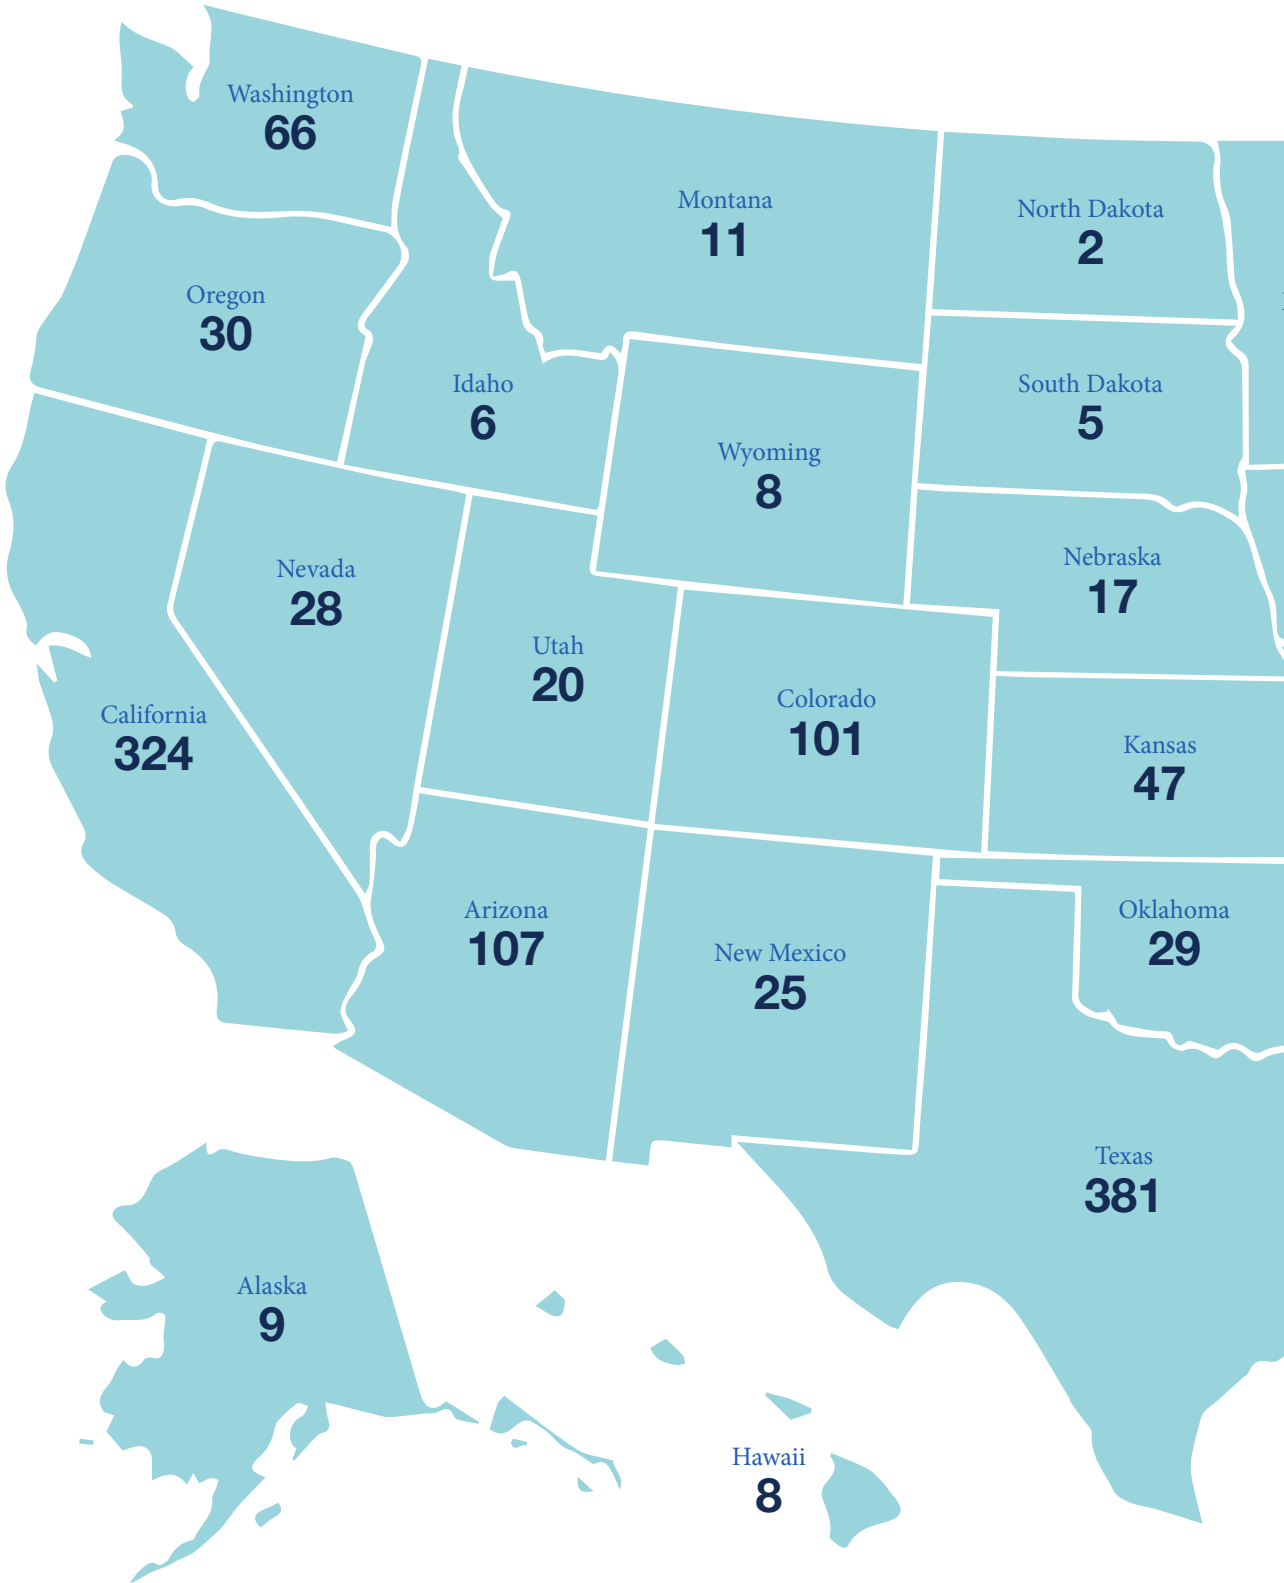 Washington
66
Montana
11
North Dakota
2
Oregon
30
Idaho
6
South Dakota
5
Wyoming
8
Nevada
28
Nebraska
17
Utah
20
Colorado
101
California
324
Kansas
47
Arizona
107
New Mexico
25
Oklahoma
29
Texas
381
Alaska
9
Hawaii
8